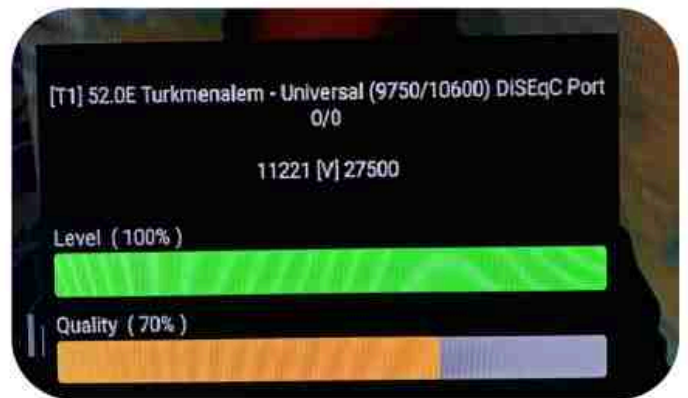 [T1] 52.0E Turkmenalem - Universal (9750/10600) DiSEqC Port
0/0
11221 [V] 27500
Level ( 100% )
Quality ( 70% )